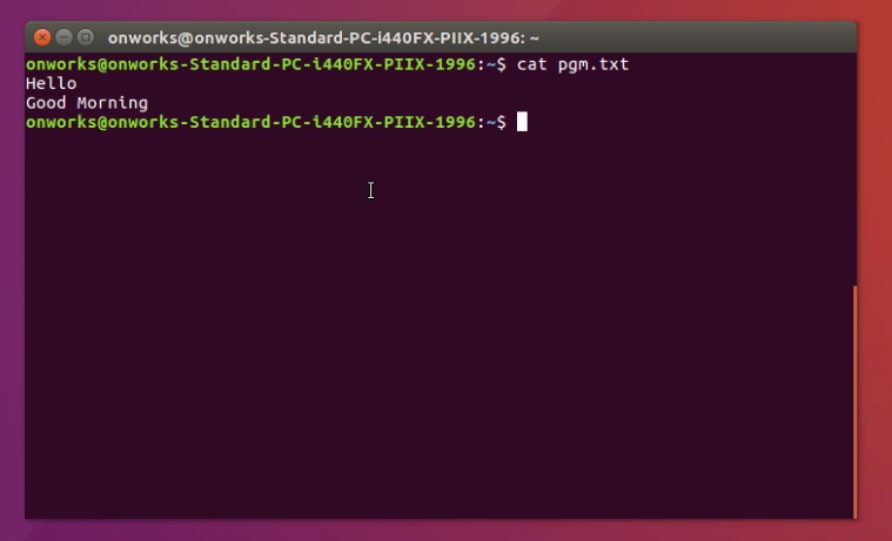 onworks@onworks-Standard-PC-i440FX-PIIX-1996: ~
onworks@onworks-Standard-PC-i440FX-PIIX-1996:~$ cat pgm.txt
Hello
Good Morning
onworks@onworks-Standard-PC-i440FX-PIIX-1996:~$